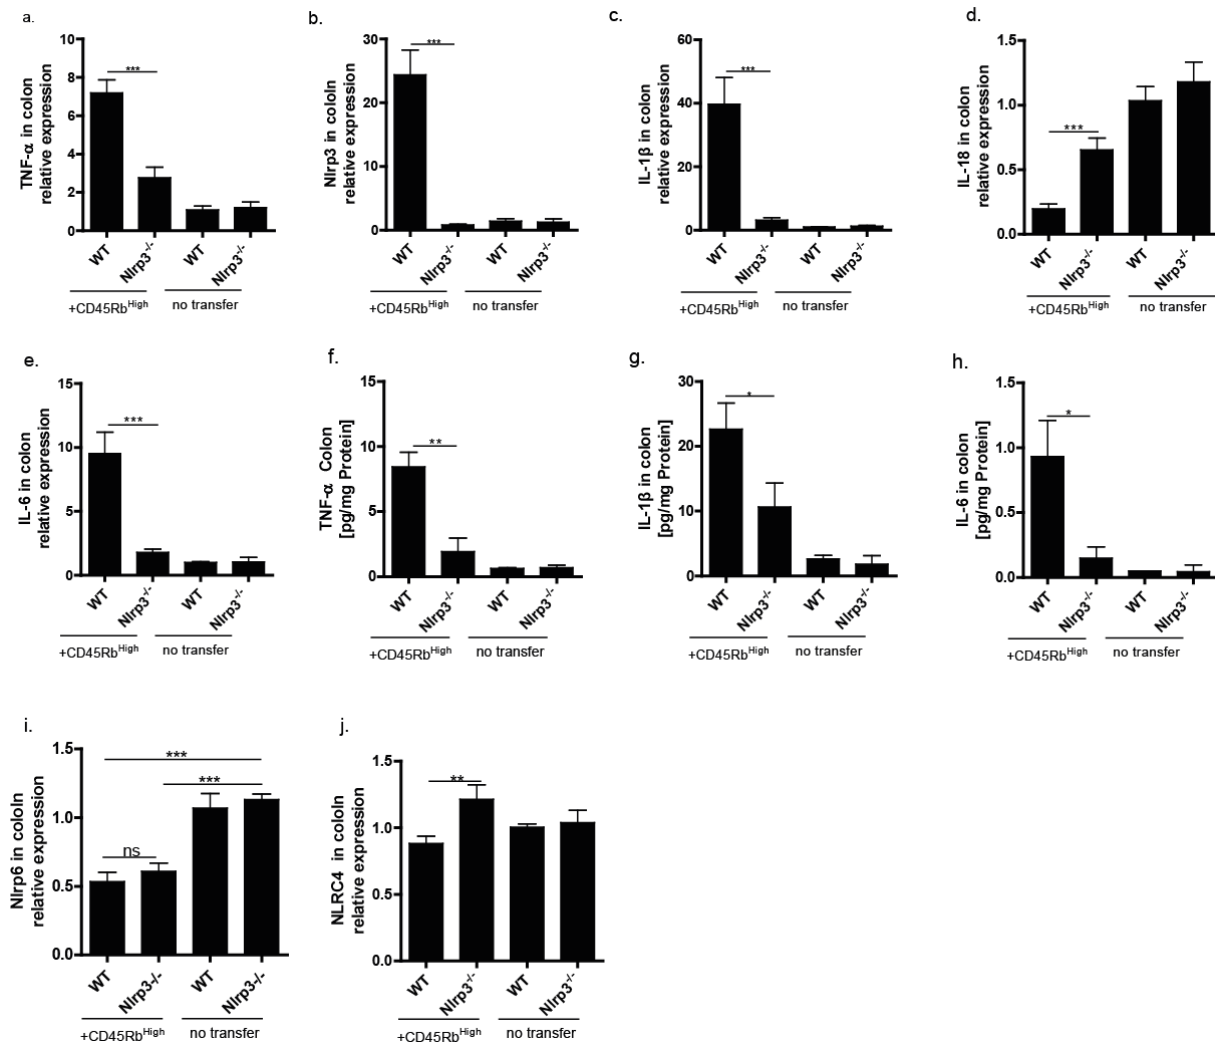 a.
TNF-α in colon
relative expression
10
8
6
4
2
0
***
WT
Nlrp3-/-
WT
Nlrp3-/-
+CD45RbHigh
no transfer
b.
Nlrp3 in cololn
relative expression
30
20
10
0
***
WT
Nlrp3-/-
WT
Nlrp3-/-
+CD45RbHigh
no transfer
c.
IL-1β in colon
relative expression
60
40
20
0
***
WT
Nlrp3-/-
WT
Nlrp3-/-
+CD45RbHigh
no transfer
d.
IL-18 in colon
relative expression
1.5
1.0
0.5
0.0
***
WT
Nlrp3-/-
WT
Nlrp3-/-
+CD45RbHigh
no transfer
e.
IL-6 in colon
relative expression
15
10
5
0
***
WT
Nlrp3-/-
WT
Nlrp3-/-
+CD45RbHigh
no transfer
f.
TNF-α Colon
[pg/mg Protein]
15
10
5
0
**
WT
Nlrp3-/-
WT
Nlrp3-/-
+CD45RbHigh
no transfer
g.
IL-1β in colon
[pg/mg Protein]
30
20
10
0
*
WT
Nlrp3-/-
WT
Nlrp3-/-
+CD45RbHigh
no transfer
h.
IL-6 in colon
[pg/mg Protein]
1.5
1.0
0.5
0.0
*
WT
Nlrp3-/-
WT
Nlrp3-/-
+CD45RbHigh
no transfer
i.
Nlrp6 in cololn
relative expression
1.5
1.0
0.5
0.0
***
***
ns
WT
Nlrp3-/-
WT
Nlrp3-/-
+CD45RbHigh
no transfer
j.
NLRC4 in cololn
relative expression
1.5
1.0
0.5
0.0
**
WT
Nlrp3-/-
WT
Nlrp3-/-
+CD45RbHigh
no transfer